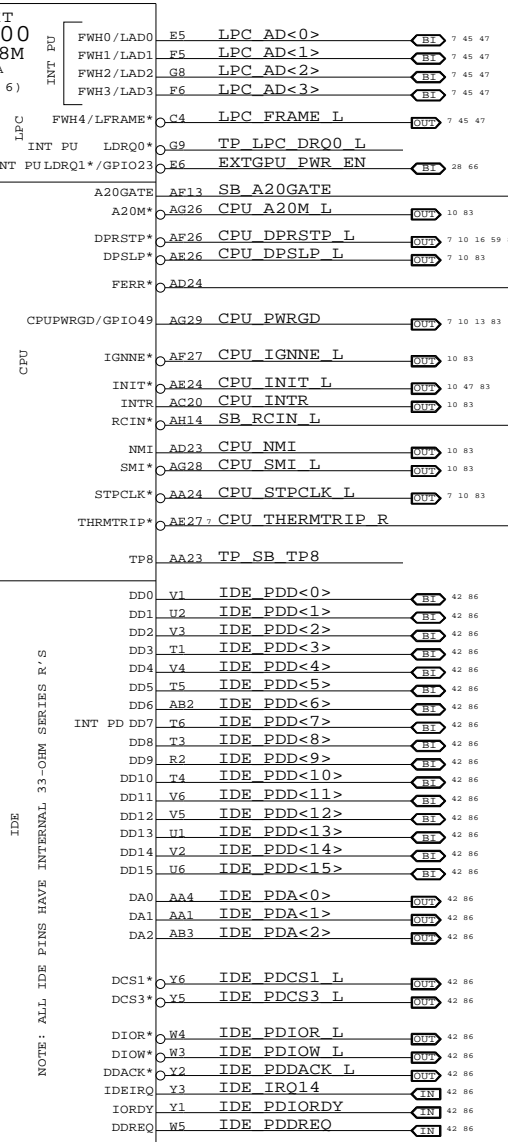 T
00
8M
A
6)
INT PU
FWH0/LAD0 E5 LPC_AD<0> BI 7 45 47
FWH1/LAD1 F5 LPC_AD<1> BI 7 45 47
FWH2/LAD2 G8 LPC_AD<2> BI 7 45 47
FWH3/LAD3 F6 LPC_AD<3> BI 7 45 47
LPC
FWH4/LFRAME* C4 LPC_FRAME_L OUT 7 45 47
INT PU LDRQ0* G9 TP_LPC_DRQ0_L
NT PU LDRQ1*/GPIO23 E6 EXTGPU_PWR_EN BI 28 66
A20GATE AF13 SB_A20GATE
A20M* AG26 CPU_A20M_L OUT 10 83
DPRSTP* AF26 CPU_DPRSTP_L OUT 7 10 16 59
DPSLP* AE26 CPU_DPSLP_L OUT 7 10 83
FERR* AD24
CPUPWRGD/GPIO49 AG29 CPU_PWRGD OUT 7 10 13 83
CPU
IGNNE* AF27 CPU_IGNNE_L OUT 10 83
INIT* AE24 CPU_INIT_L OUT 10 47 83
INTR AC20 CPU_INTR OUT 10 83
RCIN* AH14 SB_RCIN_L
NMI AD23 CPU_NMI OUT 10 83
SMI* AG28 CPU_SMI_L OUT 10 83
STPCLK* AA24 CPU_STPCLK_L OUT 7 10 83
THRMTRIP* AE27 7 CPU_THERMTRIP_R
TP8 AA23 TP_SB_TP8
DD0 V1 IDE_PDD<0> BI 42 86
DD1 U2 IDE_PDD<1> BI 42 86
DD2 V3 IDE_PDD<2> BI 42 86
DD3 T1 IDE_PDD<3> BI 42 86
DD4 V4 IDE_PDD<4> BI 42 86
DD5 T5 IDE_PDD<5> BI 42 86
DD6 AB2 IDE_PDD<6> BI 42 86
INT PD DD7 T6 IDE_PDD<7> BI 42 86
DD8 T3 IDE_PDD<8> BI 42 86
DD9 R2 IDE_PDD<9> BI 42 86
DD10 T4 IDE_PDD<10> BI 42 86
DD11 V6 IDE_PDD<11> BI 42 86
DD12 V5 IDE_PDD<12> BI 42 86
DD13 U1 IDE_PDD<13> BI 42 86
DD14 V2 IDE_PDD<14> BI 42 86
DD15 U6 IDE_PDD<15> BI 42 86
IDE
NOTE: ALL IDE PINS HAVE INTERNAL 33-OHM SERIES R'S
DA0 AA4 IDE_PDA<0> OUT 42 86
DA1 AA1 IDE_PDA<1> OUT 42 86
DA2 AB3 IDE_PDA<2> OUT 42 86
DCS1* Y6 IDE_PDCS1_L OUT 42 86
DCS3* Y5 IDE_PDCS3_L OUT 42 86
DIOR* W4 IDE_PDIOR_L OUT 42 86
DIOW* W3 IDE_PDIOW_L OUT 42 86
DDACK* Y2 IDE_PDDACK_L OUT 42 86
IDEIRQ Y3 IDE_IRQ14 IN 42 86
IORDY Y1 IDE_PDIORDY IN 42 86
DDREQ W5 IDE_PDDREQ IN 42 86